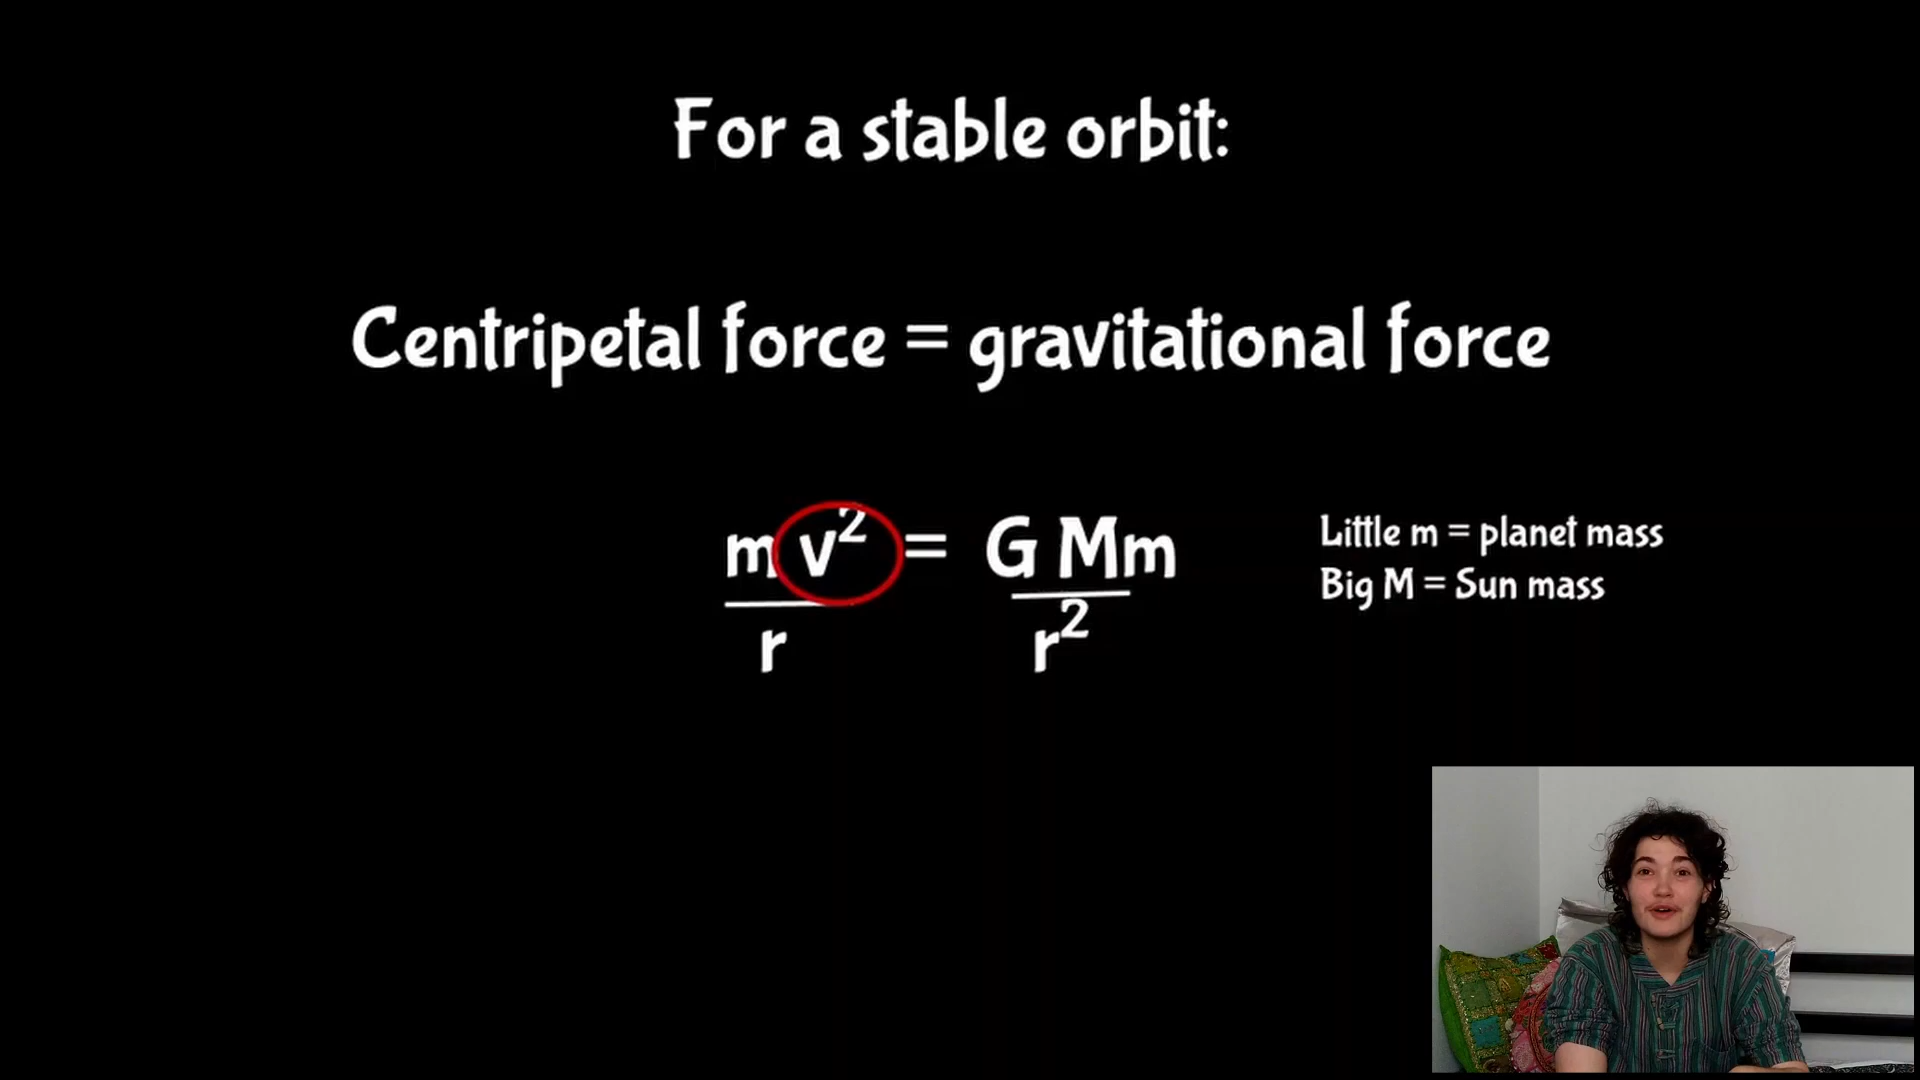 For a stable orbit:
Centripetal force = gravitational force
m v² = G Mm
r r²
Little m = planet mass
Big M = Sun mass